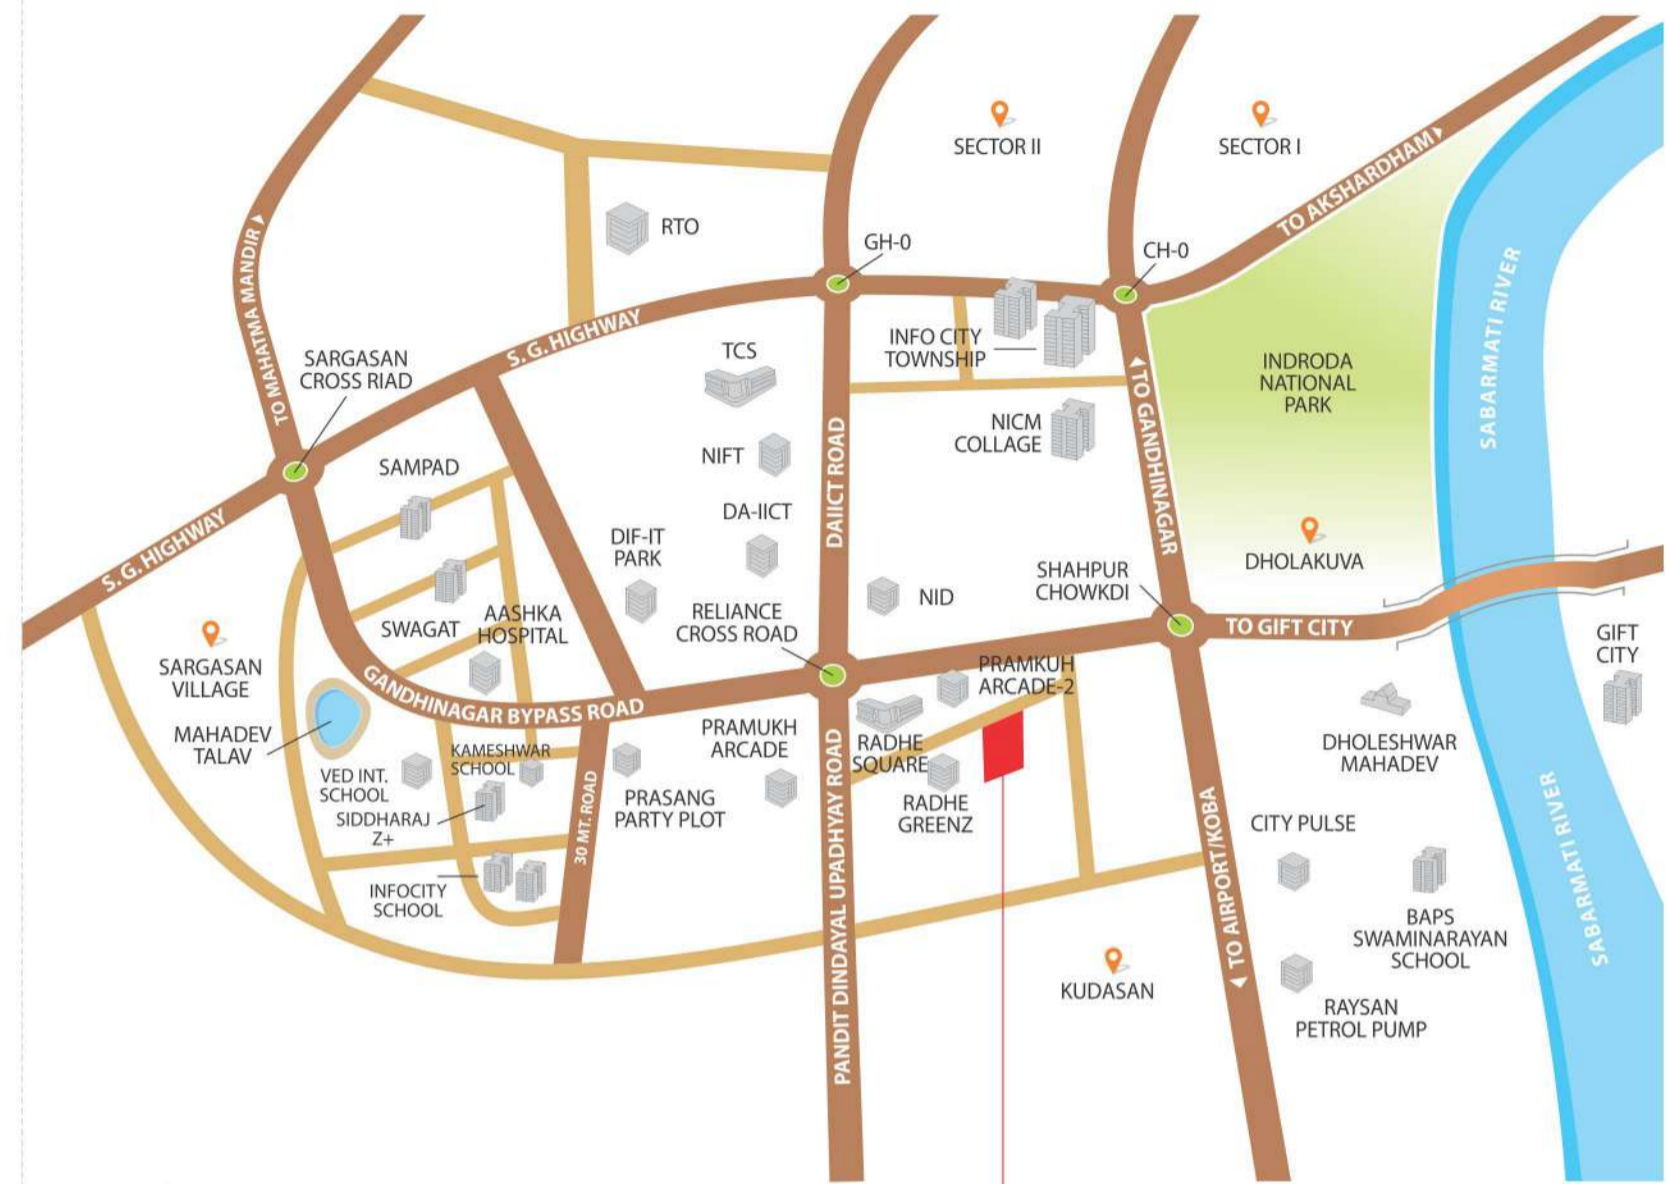 SECTOR II
SECTOR I
TO AKSHARDHAM
RTO
GH-0
CH-0
TO MAHATMA MANDIR
S. G. HIGHWAY
SARGASAN
CROSS RIAD
TCS
INFO CITY
TOWNSHIP
INDRODA
NATIONAL
PARK
SABARMATI RIVER
TO GANDHINAGAR
NICM
COLLAGE
SAMPAD
NIFT
DAIICT ROAD
DA-IICT
S. G. HIGHWAY
DIF-IT
PARK
DHOLAKUVA
SHAHPUR
CHOWKDI
NID
SWAGAT
AASHKA
HOSPITAL
RELIANCE
CROSS ROAD
TO GIFT CITY
GIFT
CITY
SARGASAN
VILLAGE
GANDHINAGAR BYPASS ROAD
PRAMKUH
ARCADE-2
MAHADEV
TALAV
PRAMUKH
ARCADE
RADHE
SQUARE
DHOLESHWAR
MAHADEV
KAMESHWAR
SCHOOL
VED INT.
SCHOOL
SIDDHARAJ
Z+
30 MT. ROAD
PRASANG
PARTY PLOT
RADHE
GREENZ
CITY PULSE
PANDIT DINDAYAL UPADHYAY ROAD
TO AIRPORT/KOBA
SABARMATI RIVER
INFOCITY
SCHOOL
BAPS
SWAMINARAYAN
SCHOOL
KUDASAN
RAYSAN
PETROL PUMP